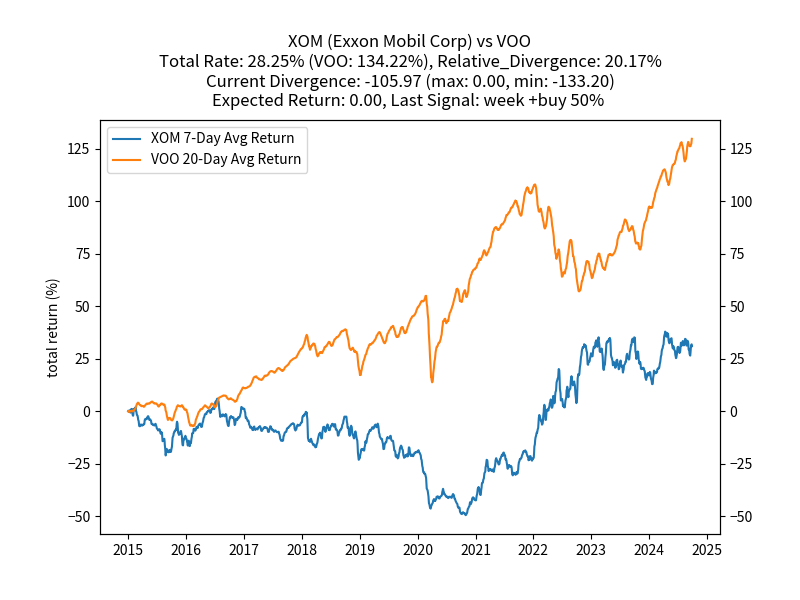 XOM (Exxon Mobil Corp) vs VOO
Total Rate: 28.25% (VOO: 134.22%), Relative_Divergence: 20.17%
Current Divergence: -105.97 (max: 0.00, min: -133.20)
Expected Return: 0.00, Last Signal: week +buy 50%
XOM 7-Day Avg Return
VOO 20-Day Avg Return
total return (%)
125
100
75
50
25
0
−25
−50
125
100
75
50
25
0
−25
−50
2015 2016 2017 2018 2019 2020 2021 2022 2023 2024 2025